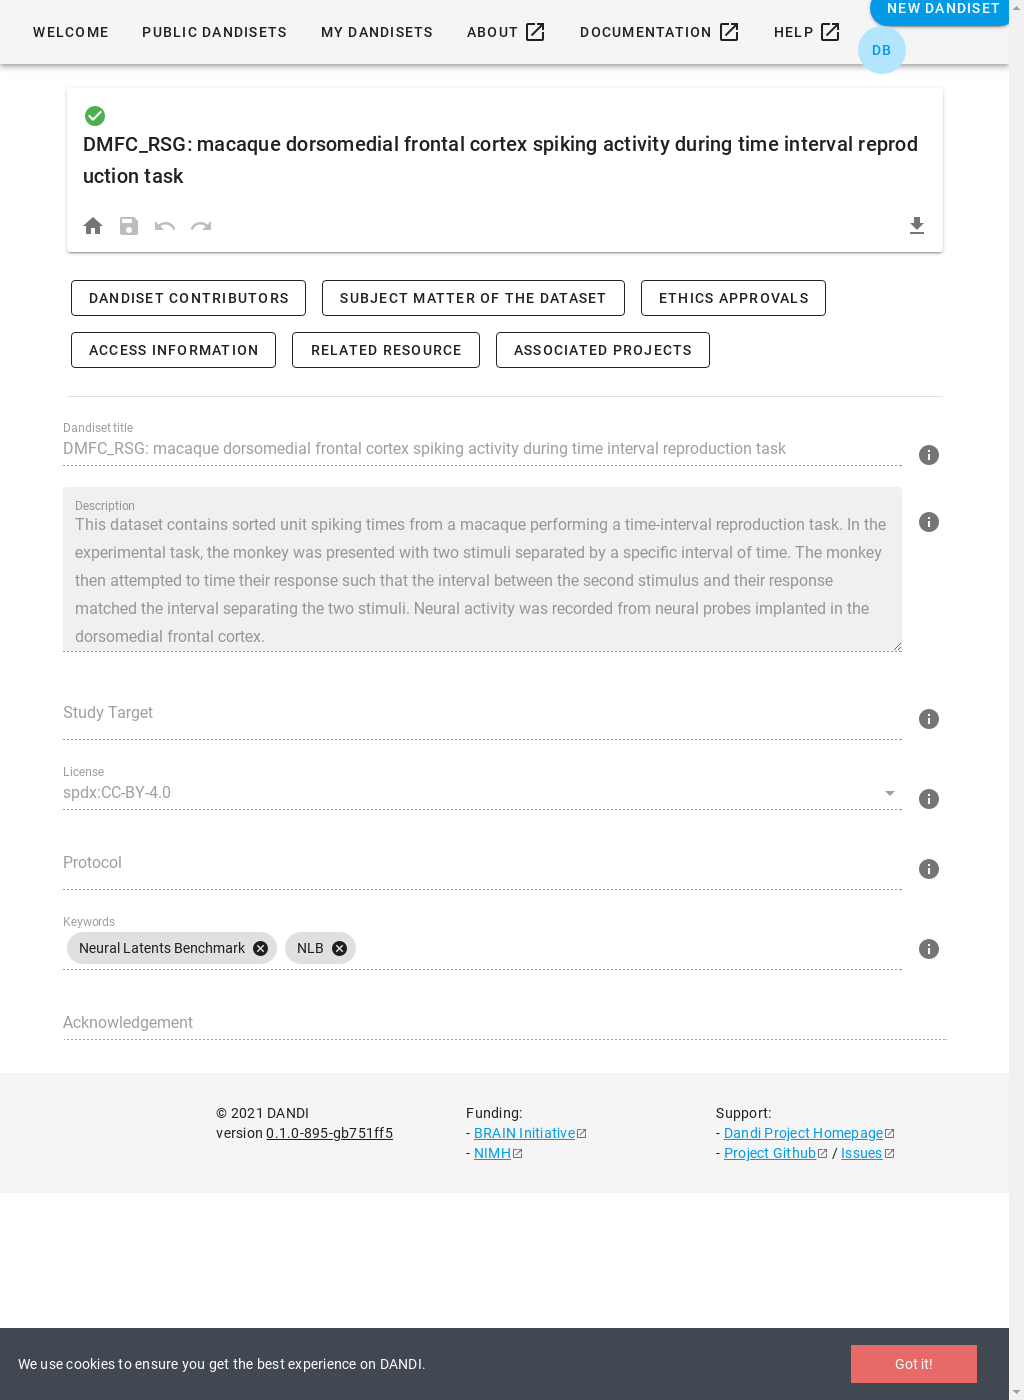 WELCOME PUBLIC DANDISETS MY DANDISETS ABOUT DOCUMENTATION HELP NEW DANDISET
DB
DMFC_RSG: macaque dorsomedial frontal cortex spiking activity during time interval reprod
uction task
DANDISET CONTRIBUTORS SUBJECT MATTER OF THE DATASET ETHICS APPROVALS
ACCESS INFORMATION RELATED RESOURCE ASSOCIATED PROJECTS
Dandiset title
DMFC_RSG: macaque dorsomedial frontal cortex spiking activity during time interval reproduction task
Description
This dataset contains sorted unit spiking times from a macaque performing a time-interval reproduction task. In the
experimental task, the monkey was presented with two stimuli separated by a specific interval of time. The monkey
then attempted to time their response such that the interval between the second stimulus and their response
matched the interval separating the two stimuli. Neural activity was recorded from neural probes implanted in the
dorsomedial frontal cortex.
Study Target
License
spdx:CC-BY-4.0
Protocol
Keywords
Neural Latents Benchmark NLB
Acknowledgement
© 2021 DANDI
version 0.1.0-895-gb751ff5
Funding:
- BRAIN Initiative
- NIMH
Support:
- Dandi Project Homepage
- Project Github / Issues
We use cookies to ensure you get the best experience on DANDI.
Got it!